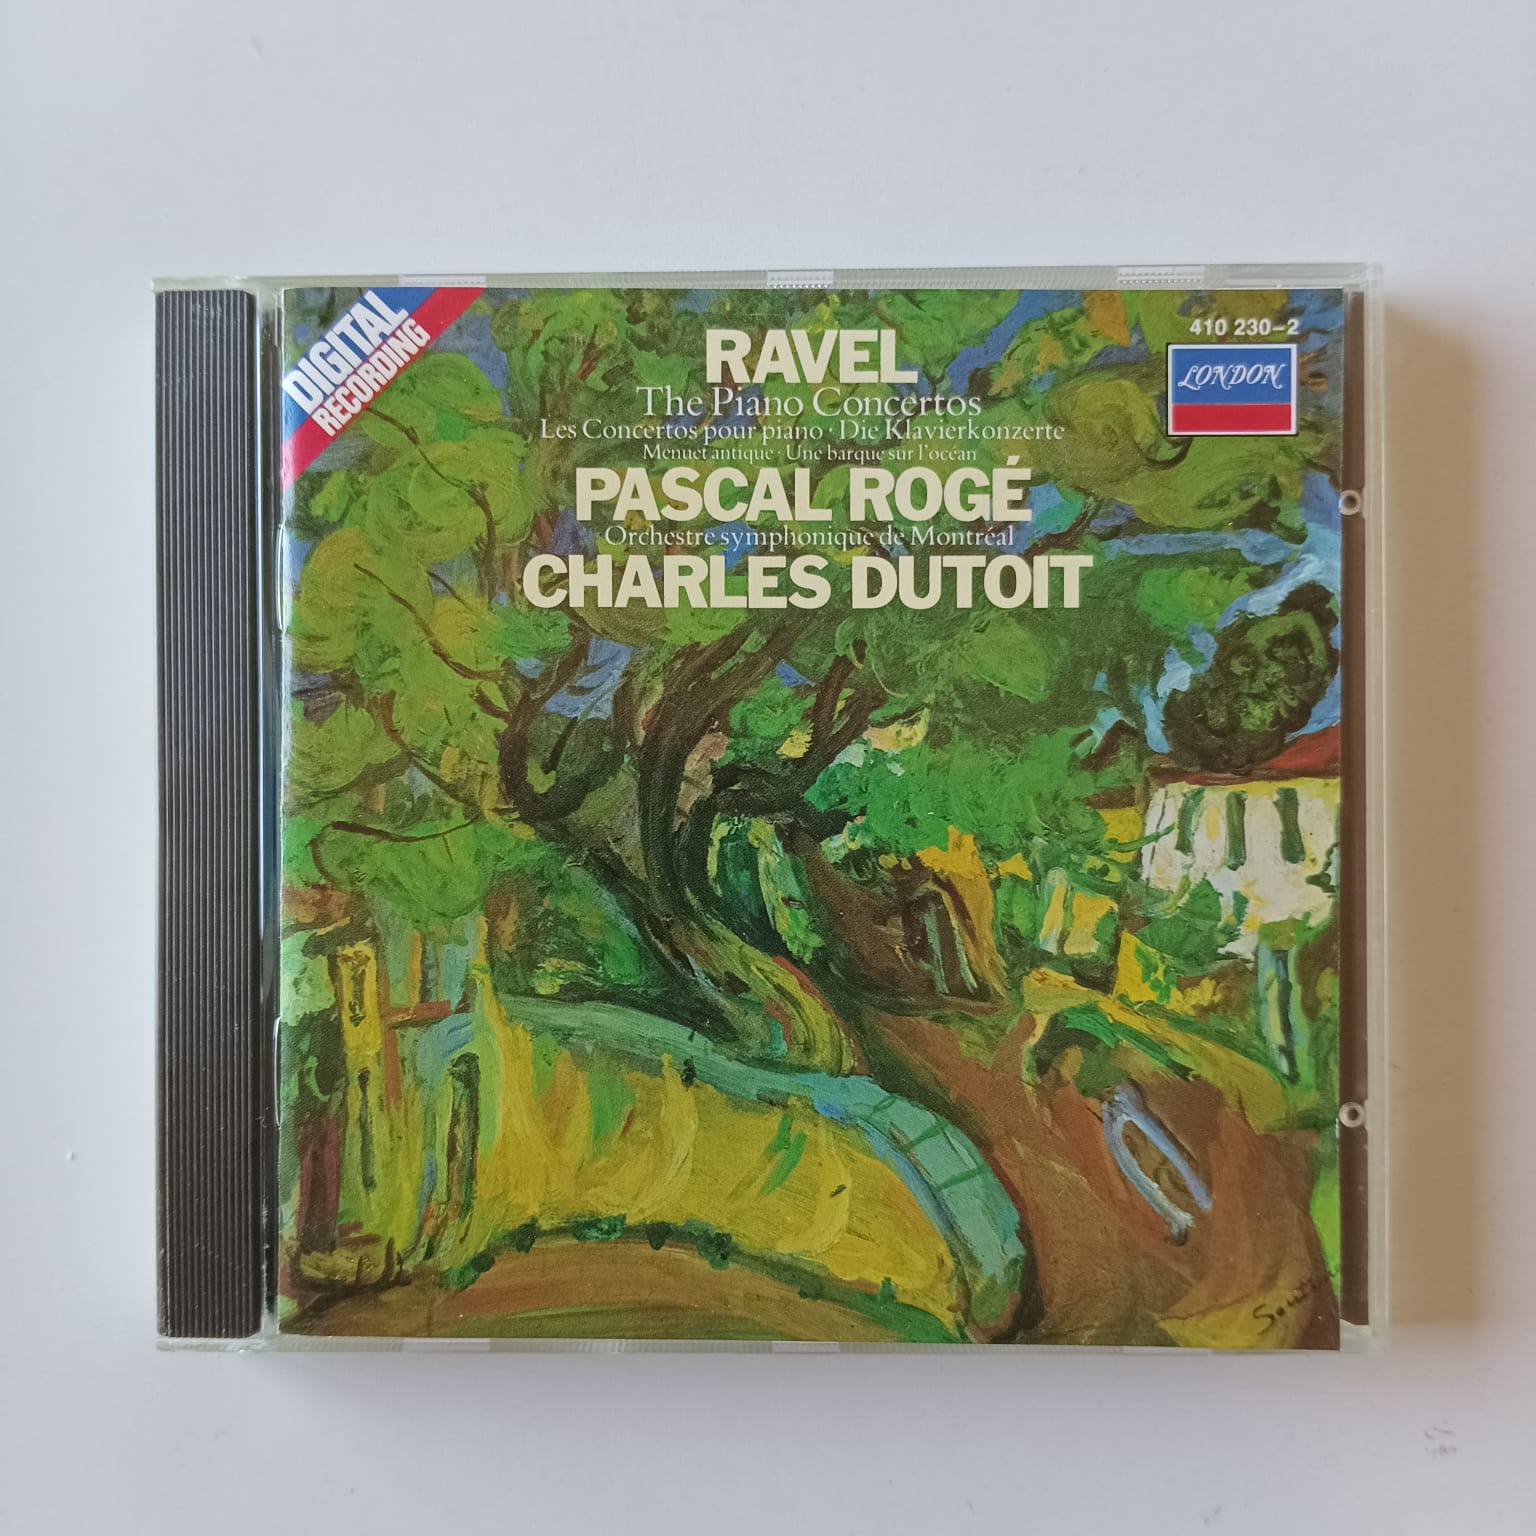 DIGITAL
RECORDING
RAVEL
The Piano Concertos
Les Concertos pour piano · Die Klavierkonzerte
Menuet antique · Une barque sur l'océan
PASCAL ROGÉ
Orchestre symphonique de Montréal
CHARLES DUTOIT
410 230-2
LONDON